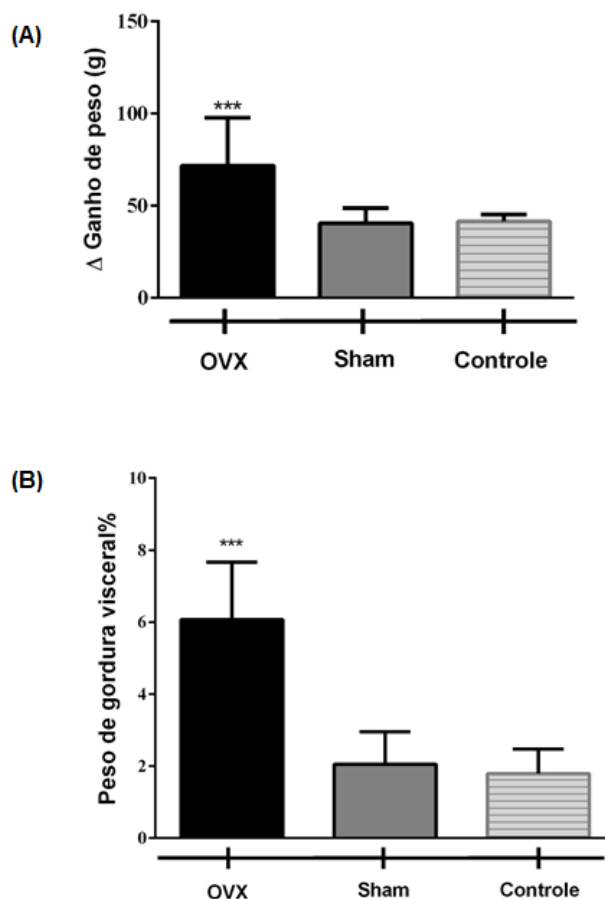 (A)
Δ Ganho de peso (g)
150
100
50
0
***
OVX Sham Controle
(B)
Peso de gordura visceral%
10
8
6
4
2
0
***
OVX Sham Controle